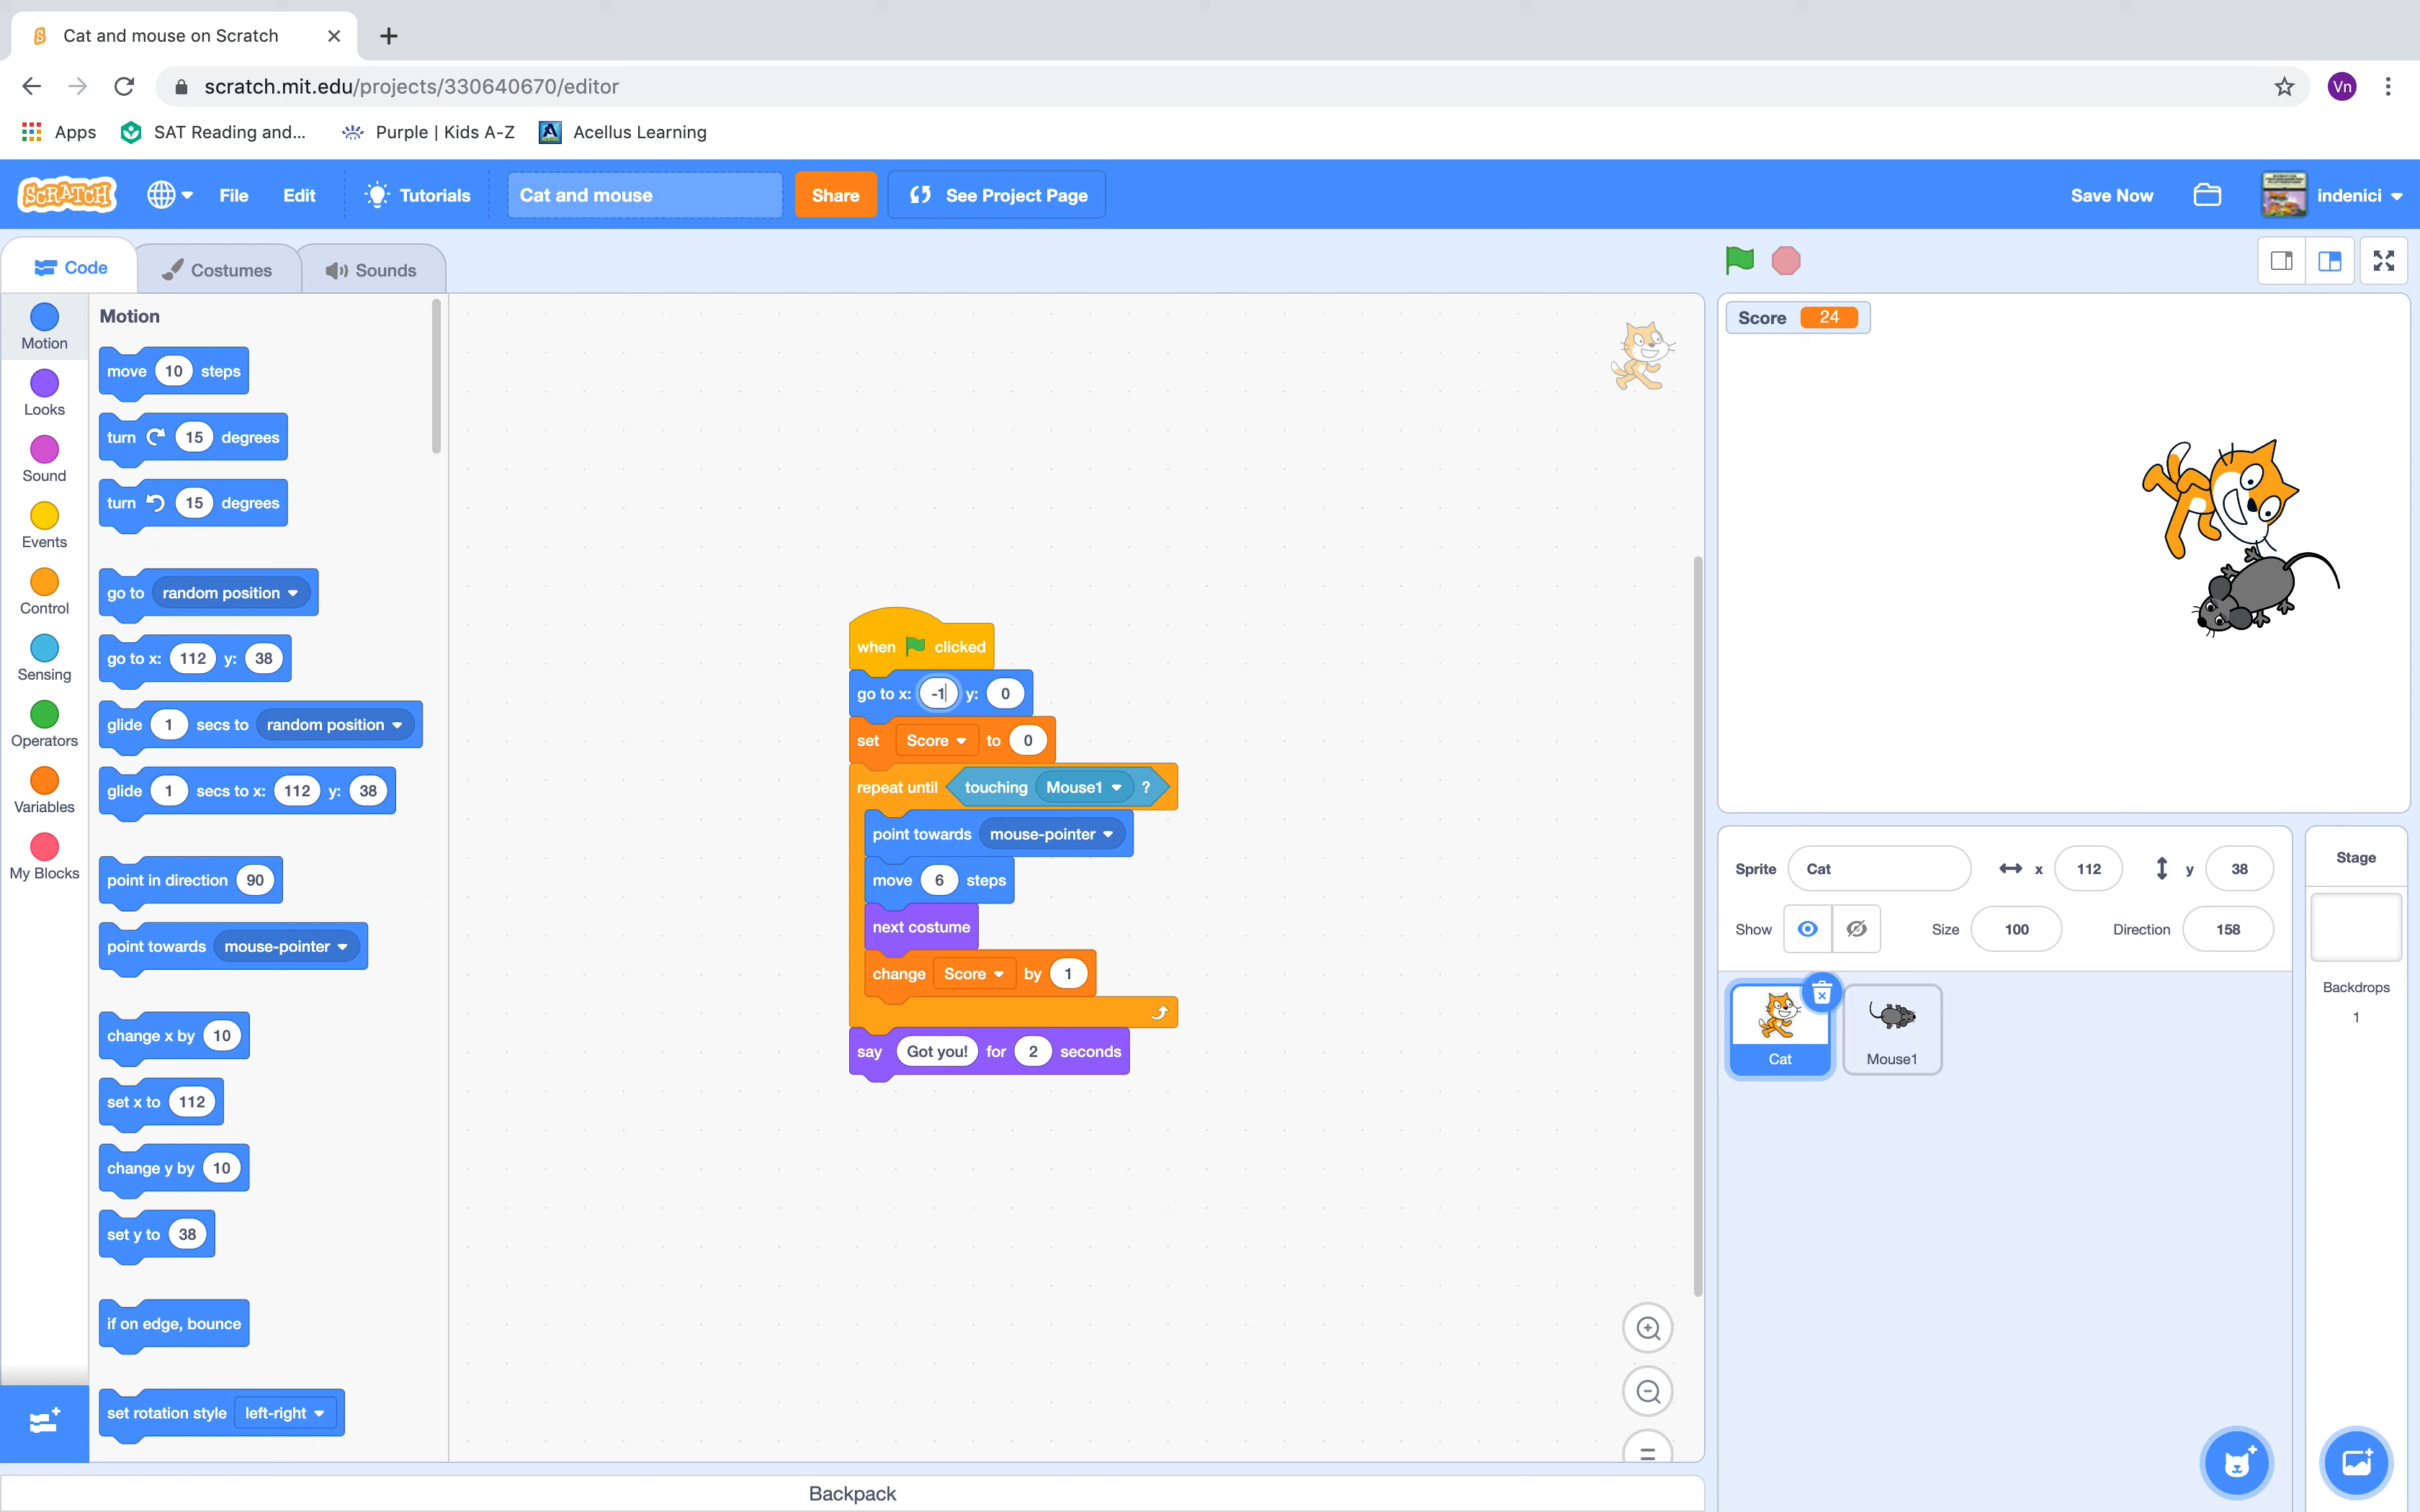 Cat and mouse on Scratch
scratch.mit.edu/projects/330640670/editor
Vn
Apps SAT Reading and... Purple | Kids A-Z Acellus Learning
SCRATCH File Edit Tutorials Cat and mouse Share See Project Page Save Now indenici
Code Costumes Sounds
Motion
Looks
Sound
Events
Control
Sensing
Operators
Variables
My Blocks
Motion
move 10 steps
turn 15 degrees
turn 15 degrees
go to random position
go to x: 112 y: 38
glide 1 secs to random position
glide 1 secs to x: 112 y: 38
point in direction 90
point towards mouse-pointer
change x by 10
set x to 112
change y by 10
set y to 38
if on edge, bounce
set rotation style left-right
when clicked
go to x: -1 y: 0
set Score to 0
repeat until touching Mouse1 ?
point towards mouse-pointer
move 6 steps
next costume
change Score by 1
say Got you! for 2 seconds
Backpack
Score 24
Sprite Cat x 112 y 38
Show Size 100 Direction 158
Cat
Mouse1
Stage
Backdrops
1